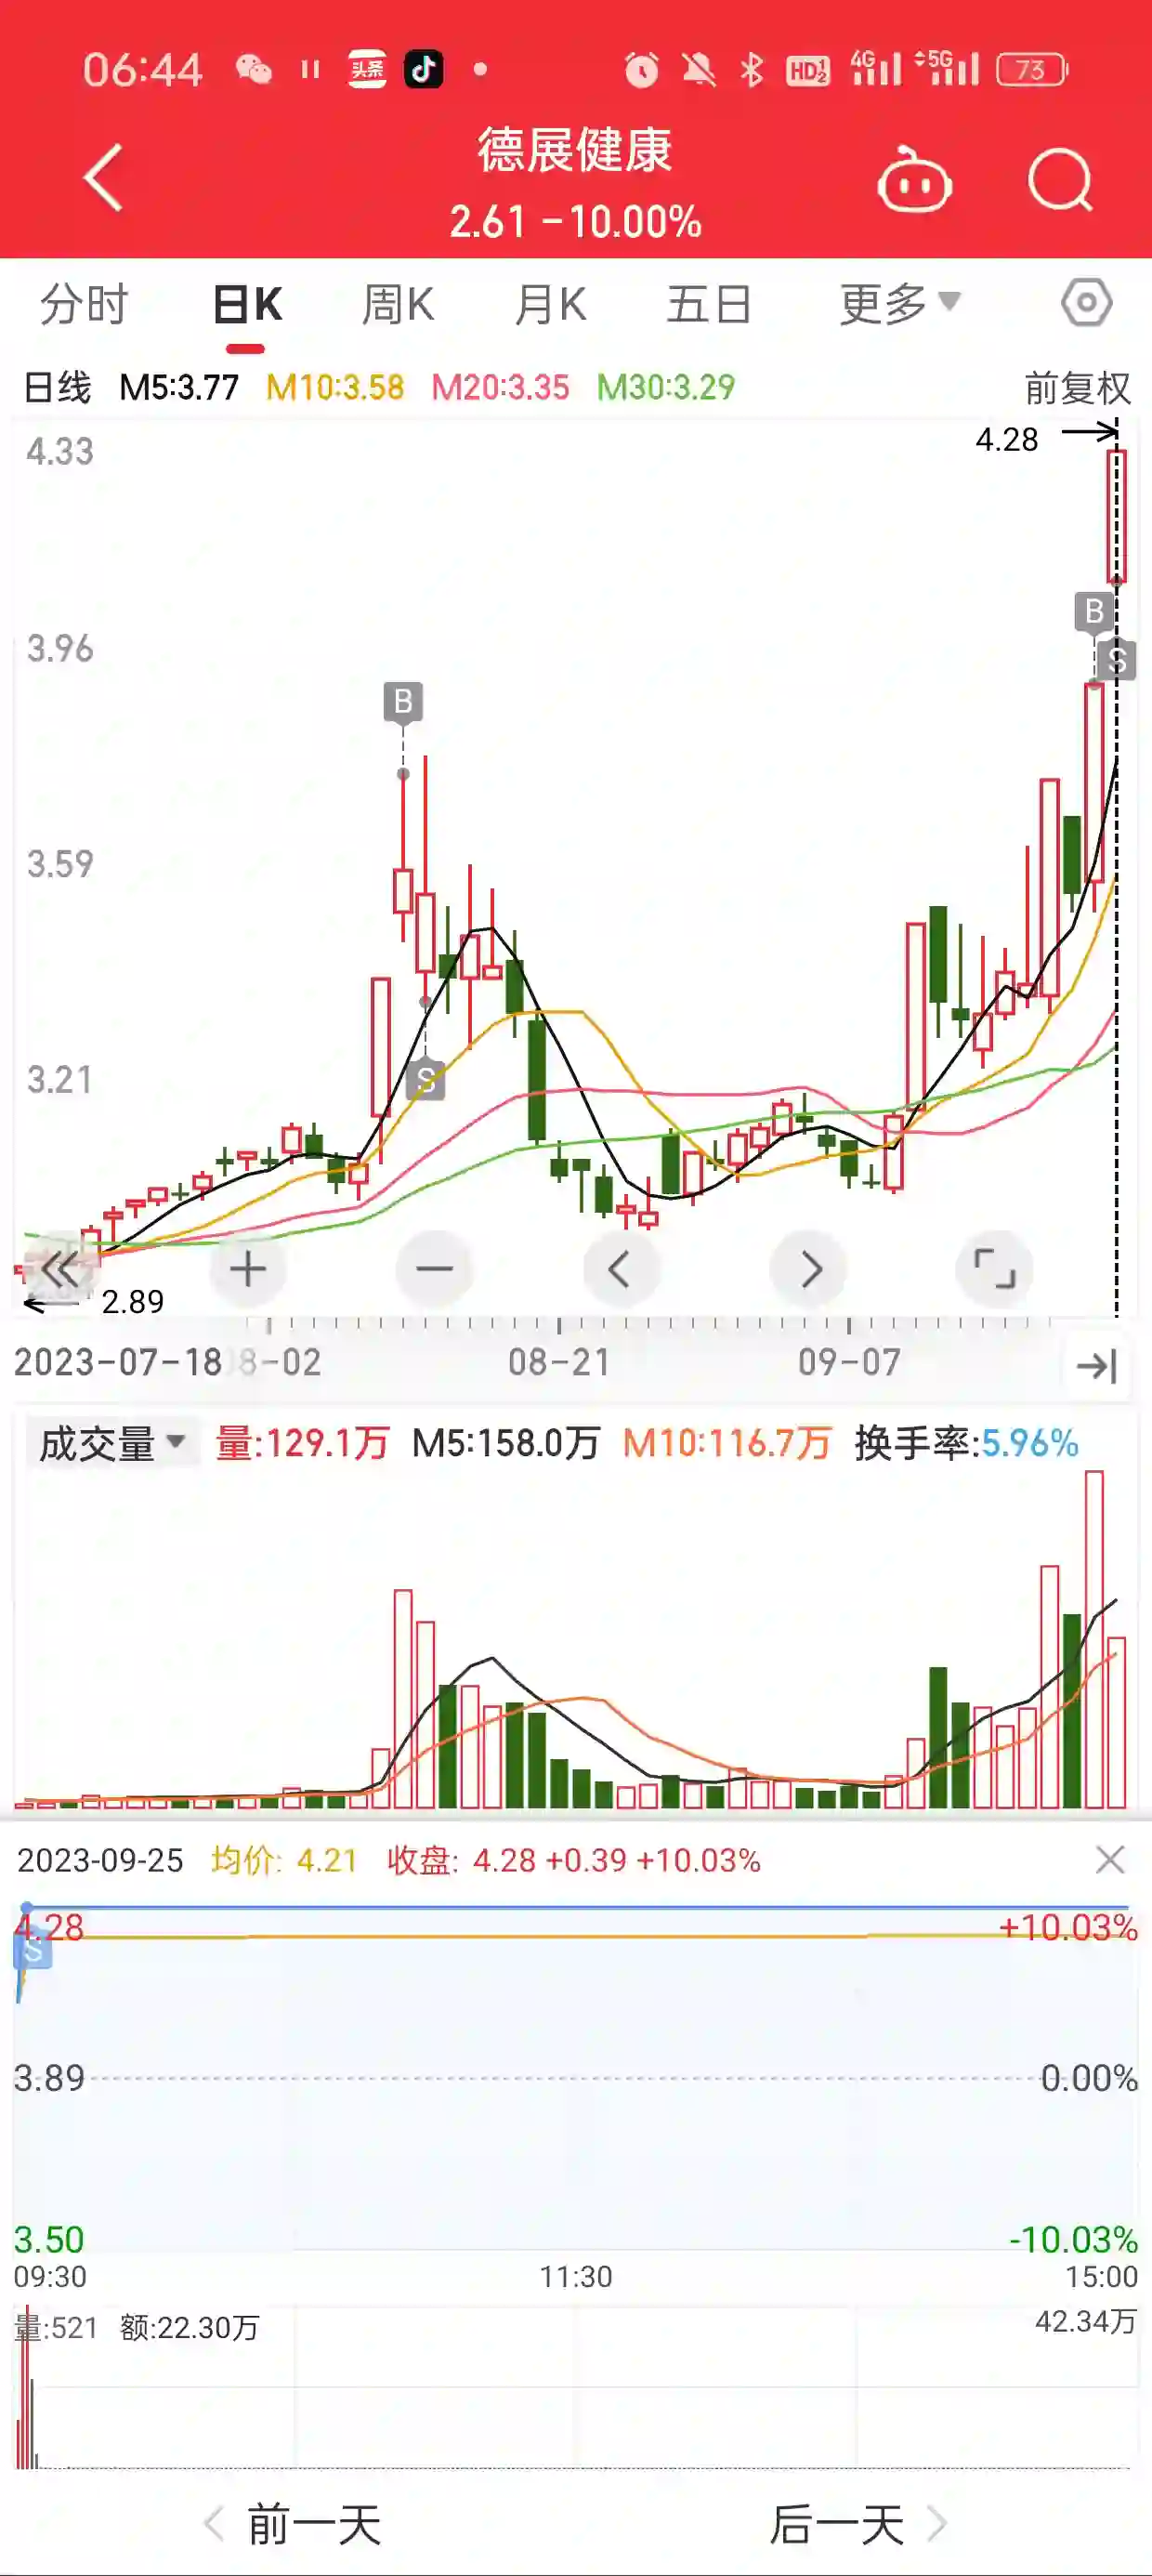 06:44 头条 HD 1 2 4G 5G 73
德展健康
2.61 -10.00%
分时 日K 周K 月K 五日 更多
日线 M5:3.77 M10:3.58 M20:3.35 M30:3.29 前复权
4.33
4.28
3.96
B
S
B
3.59
3.21
S
2.89
2023-07-18 8-02 08-21 09-07
成交量 量:129.1万 M5:158.0万 M10:116.7万 换手率:5.96%
2023-09-25 均价: 4.21 收盘: 4.28 +0.39 +10.03%
4.28 +10.03%
S
3.89 0.00%
3.50 -10.03%
09:30 11:30 15:00
量:521 额:22.30万 42.34万
前一天 后一天